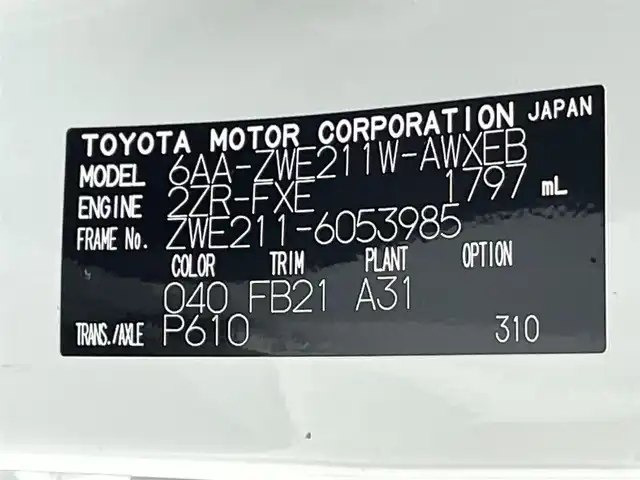 TOYOTA MOTOR CORPORATION JAPAN
MODEL 6AA-ZWE211W-AWXEB
ENGINE 2ZR-FXE 1797 mL
FRAME No. ZWE211-6053985
COLOR TRIM PLANT OPTION
040 FB21 A31
TRANS./AXLE P610 310